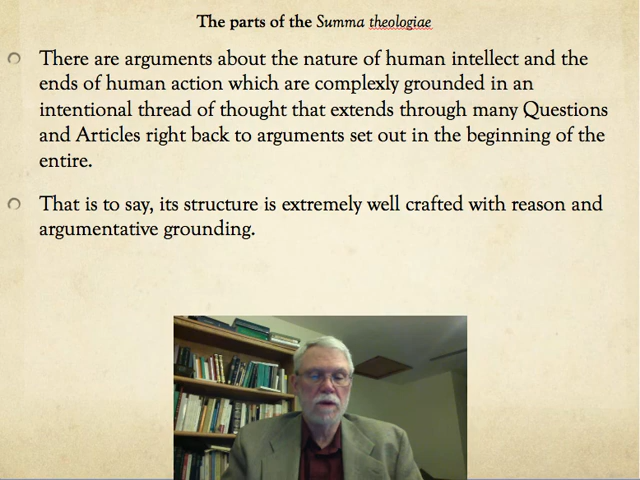 The parts of the Summa theologiae
There are arguments about the nature of human intellect and the
ends of human action which are complexly grounded in an
intentional thread of thought that extends through many Questions
and Articles right back to arguments set out in the beginning of the
entire.
That is to say, its structure is extremely well crafted with reason and
argumentative grounding.